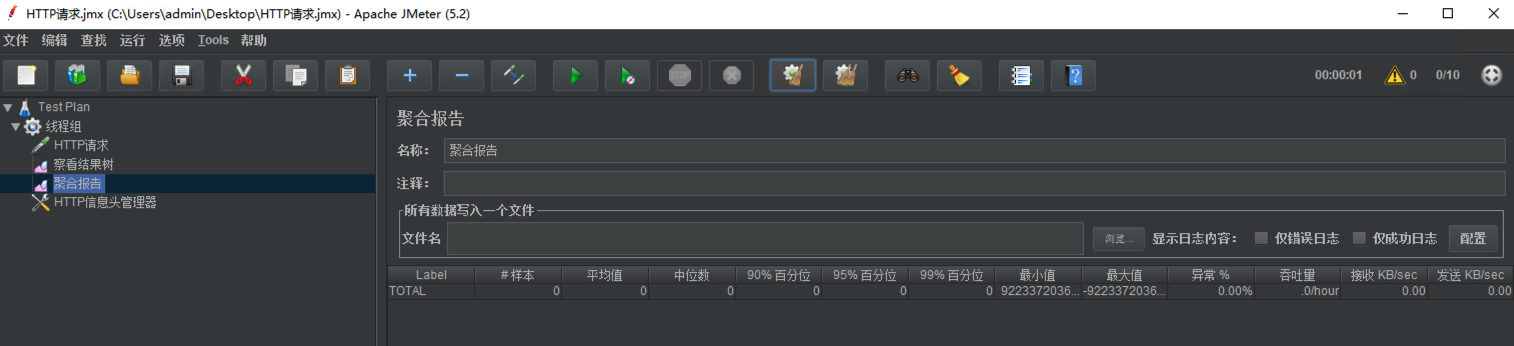 HTTP请求.jmx (C:\Users\admin\Desktop\HTTP请求.jmx) - Apache JMeter (5.2)
文件 编辑 查找 运行 选项 Tools 帮助
STOP 00:00:01 0 0/10
Test Plan
线程组
HTTP请求
察看结果树
聚合报告
HTTP信息头管理器
聚合报告
名称： 聚合报告
注释：
所有数据写入一个文件
文件名 浏览... 显示日志内容： 仅错误日志 仅成功日志 配置
Label # 样本 平均值 中位数 90% 百分位 95% 百分位 99% 百分位 最小值 最大值 异常 % 吞吐量 接收 KB/sec 发送 KB/sec
TOTAL 0 0 0 0 0 0 9223372036... -9223372036... 0.00% .0/hour 0.00 0.00